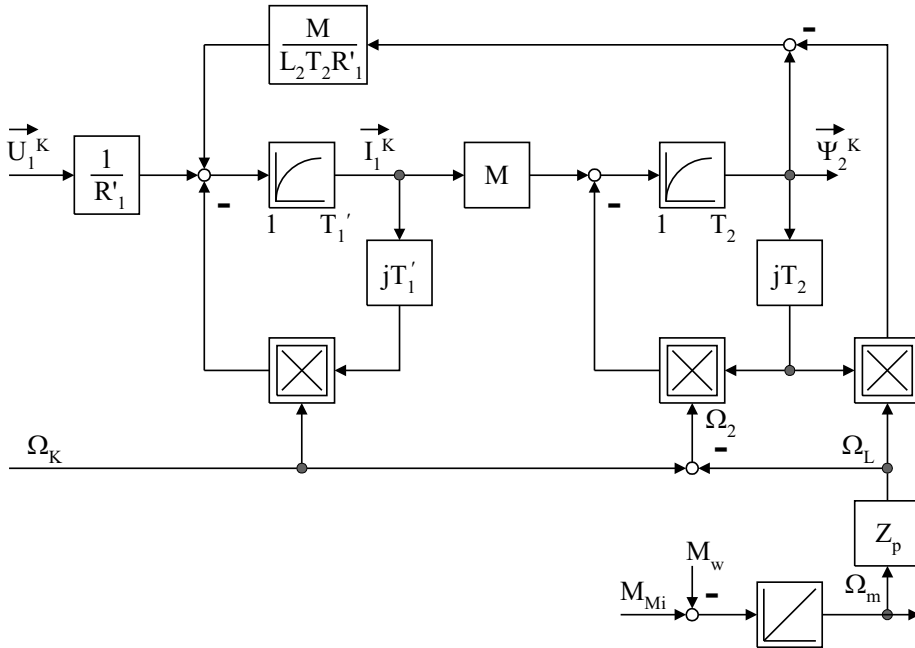 M
L₂T₂R'₁
-
U₁ᴷ
1
R'₁
-
1 T₁′
I₁ᴷ
M
-
1 T₂
Ψ₂ᴷ
jT₁′
jT₂
Ω_K
Ω₂
-
Ω_L
Z_p
M_w
M_Mi
-
Ω_m